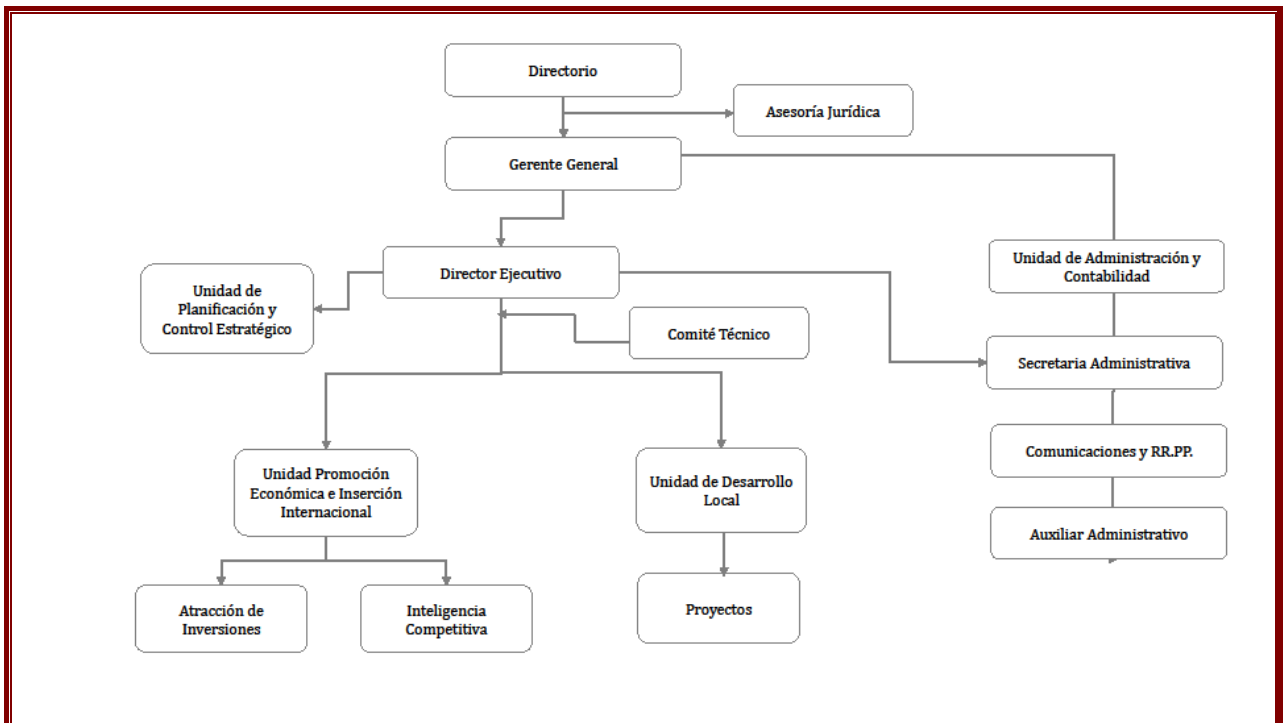 Directorio
Asesoría Jurídica
Gerente General
Director Ejecutivo
Unidad de Administración y
Contabilidad
Unidad de
Planificación y
Control Estratégico
Comité Técnico
Secretaria Administrativa
Unidad Promoción
Económica e Inserción
Internacional
Unidad de Desarrollo
Local
Comunicaciones y RR.PP.
Auxiliar Administrativo
Atracción de
Inversiones
Inteligencia
Competitiva
Proyectos